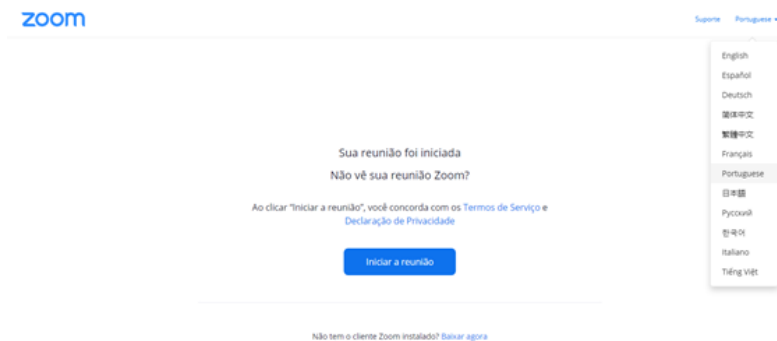 zoom
Suporte Portuguese
English
Español
Deutsch
简体中文
繁體中文
Français
Portuguese
日本語
Русский
한국어
Italiano
Tiếng Việt
Sua reunião foi iniciada
Não vê sua reunião Zoom?
Ao clicar "Iniciar a reunião", você concorda com os Termos de Serviço e
Declaração de Privacidade
Iniciar a reunião
Não tem o cliente Zoom instalado? Baixar agora